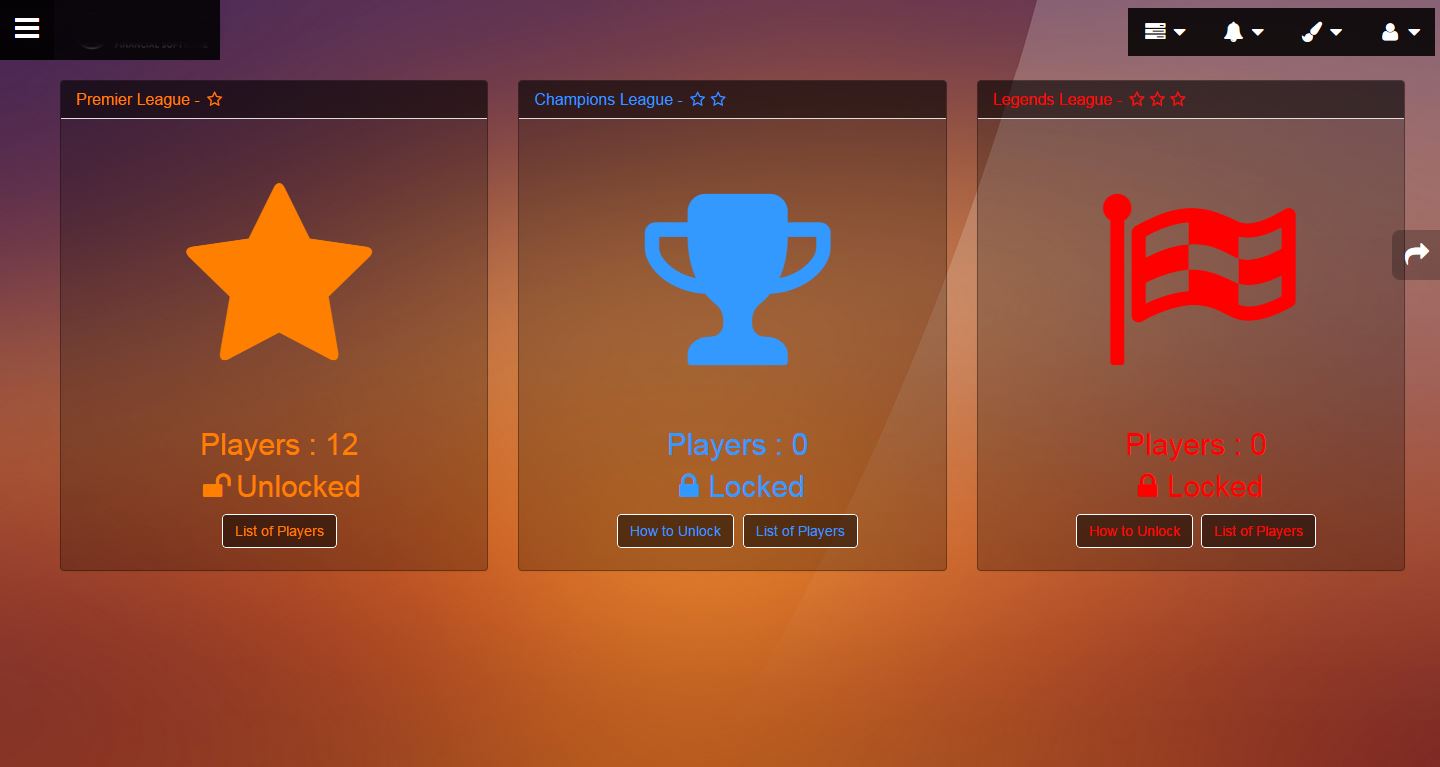 Premier League -
Champions League -
Legends League -
Players : 12
Unlocked
List of Players
Players : 0
Locked
How to Unlock
List of Players
Players : 0
Locked
How to Unlock
List of Players